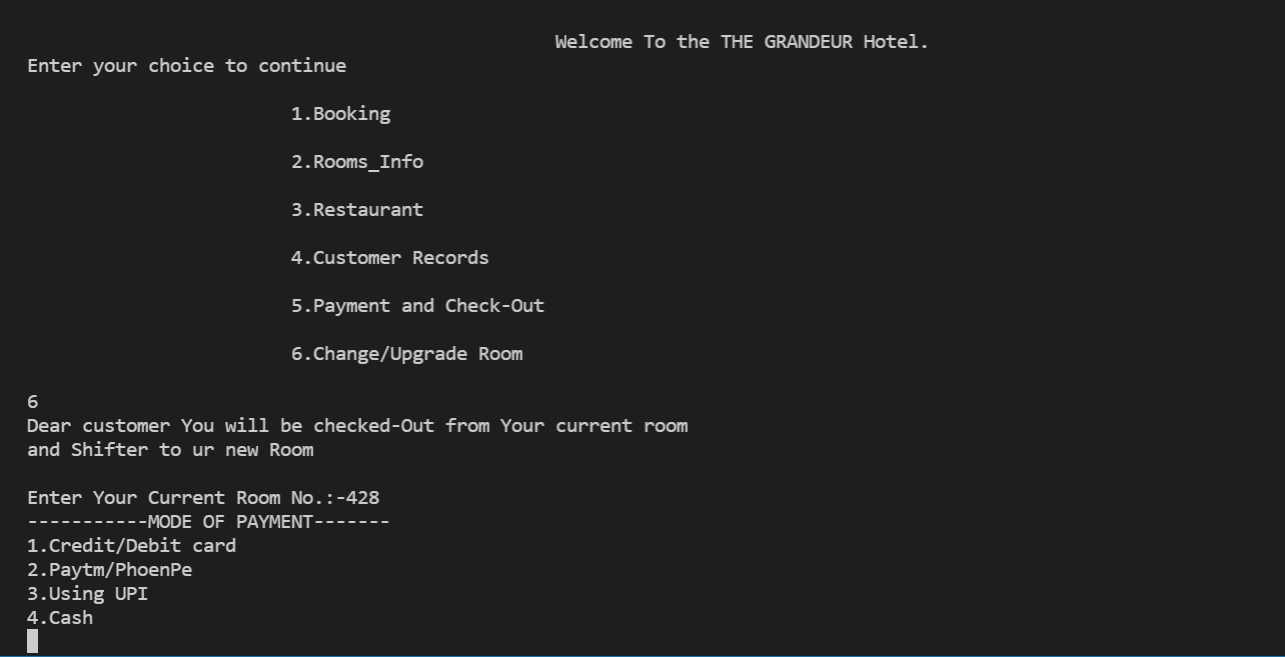 Welcome To the THE GRANDEUR Hotel.
Enter your choice to continue
1.Booking
2.Rooms_Info
3.Restaurant
4.Customer Records
5.Payment and Check-Out
6.Change/Upgrade Room
6
Dear customer You will be checked-Out from Your current room
and Shifter to ur new Room
Enter Your Current Room No.:-428
-----------MODE OF PAYMENT-------
1.Credit/Debit card
2.Paytm/PhoenPe
3.Using UPI
4.Cash